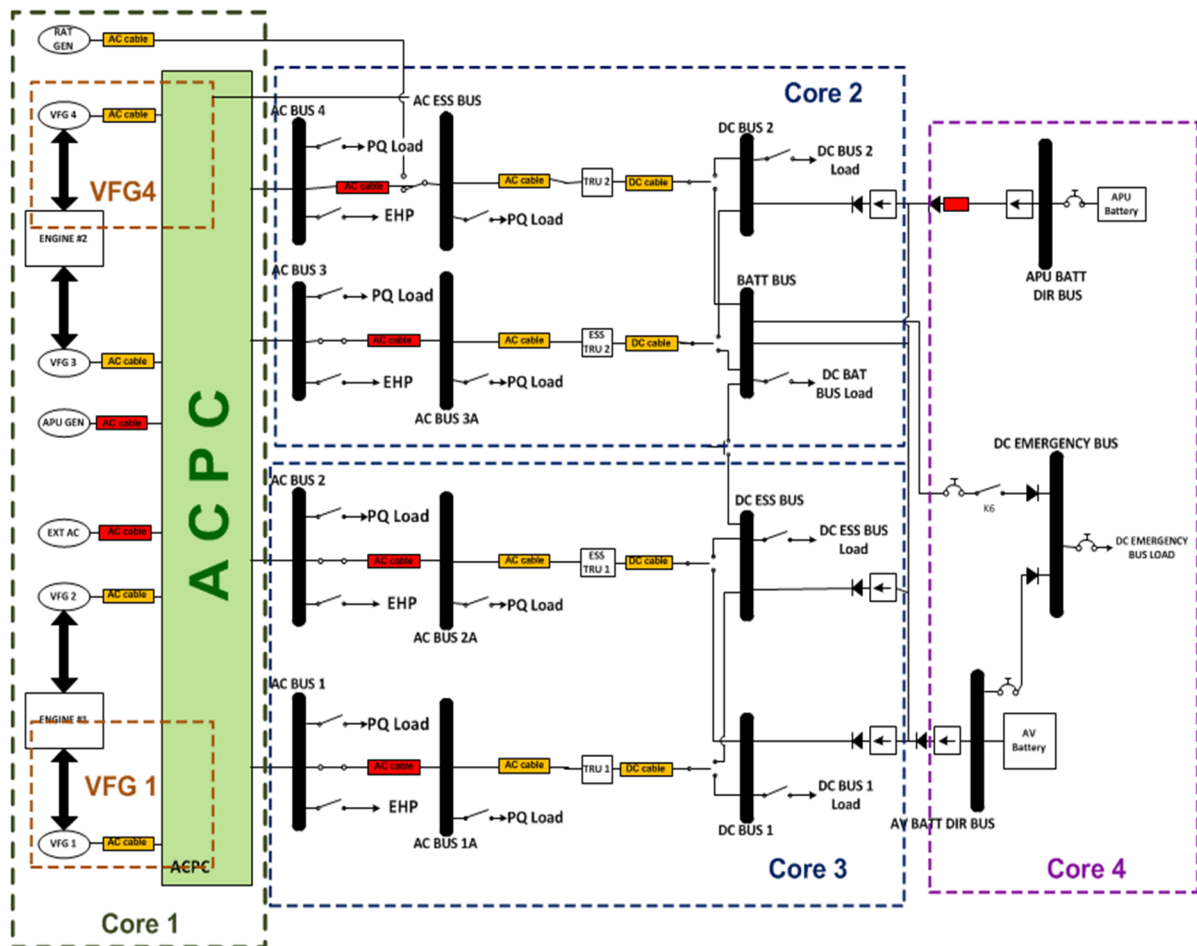 RAT
GEN
AC cable
VFG 4
AC cable
VFG4
ENGINE #2
VFG 3
AC cable
APU GEN
AC cable
EXT AC
AC cable
VFG 2
AC cable
ENGINE #1
VFG 1
VFG 1
AC cable
ACPC
ACPC
Core 1
Core 2
AC BUS 4
PQ Load
AC cable
EHP
AC ESS BUS
AC cable
PQ Load
TRU 2
DC cable
DC BUS 2
DC BUS 2
Load
AC BUS 3
PQ Load
AC cable
EHP
AC BUS 3A
AC cable
PQ Load
ESS
TRU 2
DC cable
BATT BUS
DC BAT
BUS Load
AC BUS 2
PQ Load
AC cable
EHP
AC BUS 2A
AC cable
PQ Load
ESS
TRU 1
DC cable
DC ESS BUS
DC ESS BUS
Load
AC BUS 1
PQ Load
AC cable
EHP
AC BUS 1A
AC cable
PQ Load
TRU 1
DC cable
DC BUS 1
DC BUS 1
Load
Core 3
APU
Battery
APU BATT
DIR BUS
DC EMERGENCY BUS
K6
DC EMERGENCY
BUS LOAD
AV
Battery
AV BATT DIR BUS
Core 4